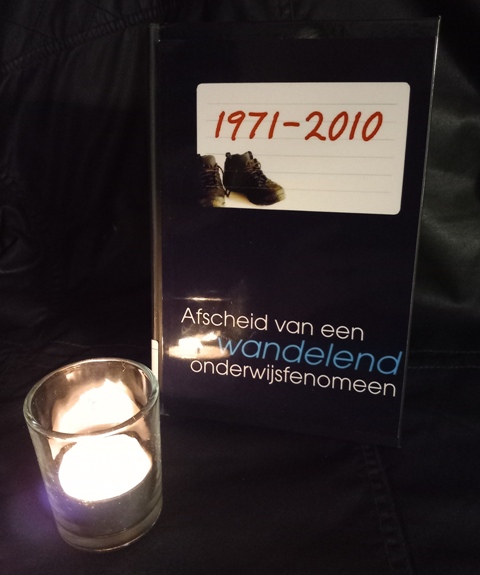 1971-2010
Afscheid van een
wandelend
onderwijsfenomeen